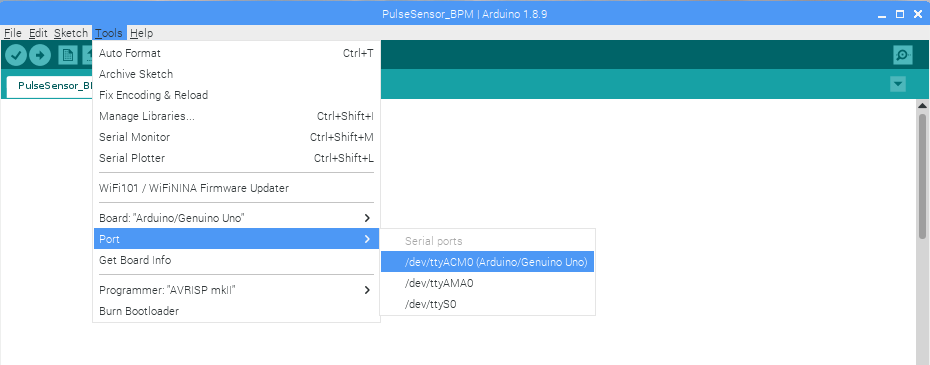 PulseSensor_BPM | Arduino 1.8.9
File Edit Sketch Tools Help
PulseSensor_B
Auto Format Ctrl+T
Archive Sketch
Fix Encoding & Reload
Manage Libraries... Ctrl+Shift+I
Serial Monitor Ctrl+Shift+M
Serial Plotter Ctrl+Shift+L
WiFi101 / WiFiNINA Firmware Updater
Board: "Arduino/Genuino Uno"
Port
Serial ports
/dev/ttyACM0 (Arduino/Genuino Uno)
/dev/ttyAMA0
/dev/ttyS0
Get Board Info
Programmer: "AVRISP mkII"
Burn Bootloader